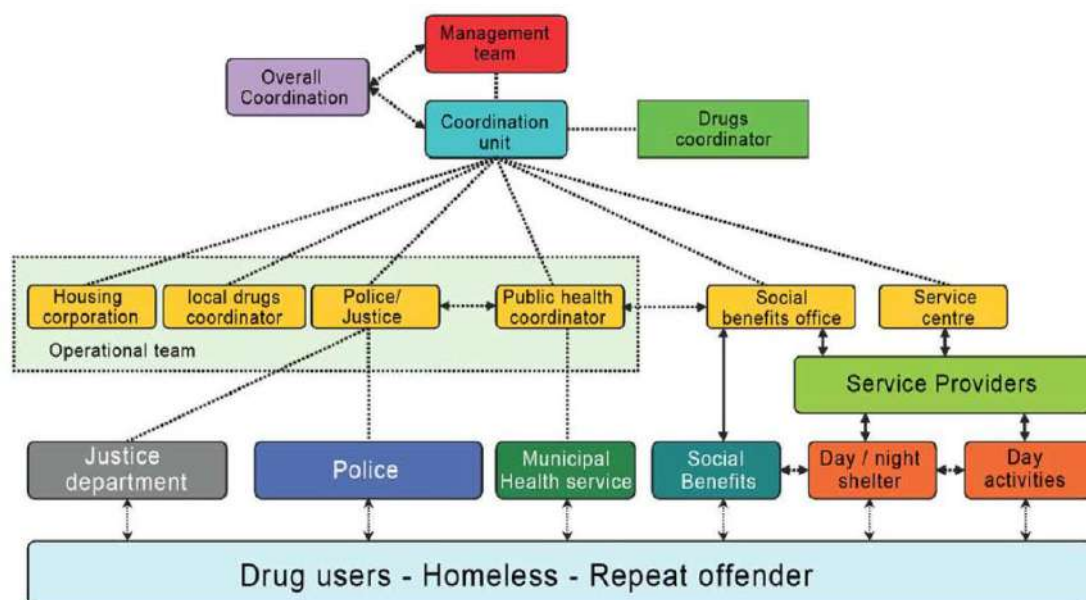 Management
team
Overall
Coordination
Coordination
unit
Drugs
coordinator
Housing
corporation
local drugs
coordinator
Police/
Justice
Public health
coordinator
Social
benefits office
Service
centre
Operational team
Service Providers
Justice
department
Police
Municipal
Health service
Social
Benefits
Day / night
shelter
Day
activities
Drug users - Homeless - Repeat offender